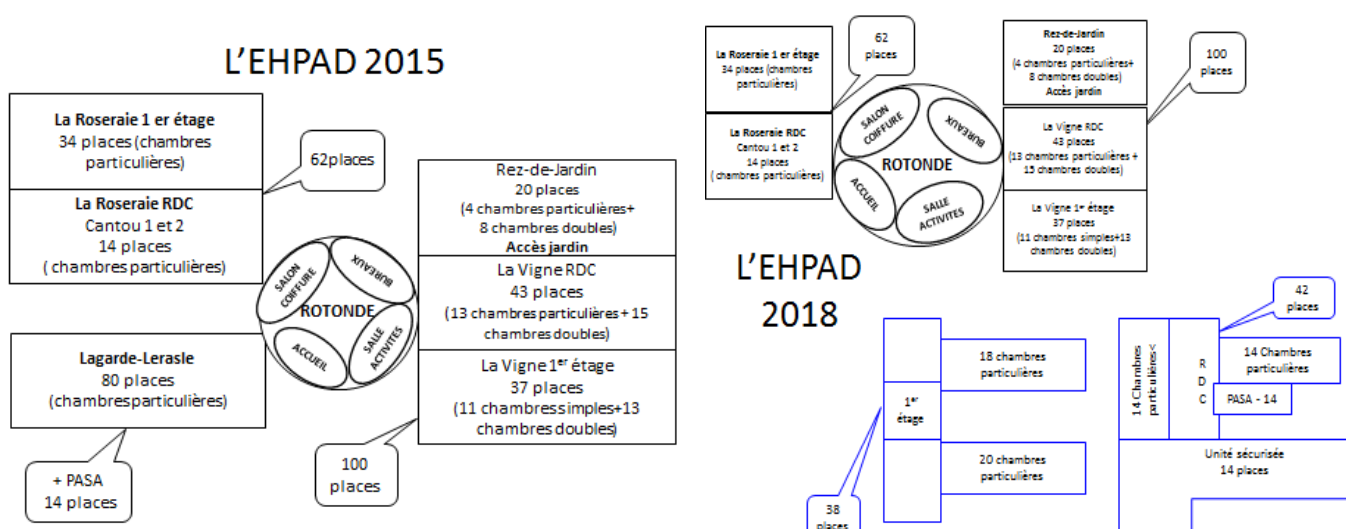 L'EHPAD 2015
La Roseraie 1 er étage
34 places (chambres
particulières)
La Roseraie RDC
Cantou 1 et 2
14 places
( chambres particulières)
62places
Lagarde-Lerasle
80 places
(chambres particulières)
+ PASA
14 places
SALON
COIFFURE
BUREAUX
ROTONDE
ACCUEIL
SALLE
ACTIVITES
Rez-de-Jardin
20 places
(4 chambres particulières+
8 chambres doubles)
Accès jardin
La Vigne RDC
43 places
(13 chambres particulières + 15
chambres doubles)
La Vigne 1er étage
37 places
(11 chambres simples+13
chambres doubles)
100
places
L'EHPAD
2018
La Roseraie 1 er étage
34 places (chambres
particulières)
La Roseraie RDC
Cantou 1 et 2
14 places
( chambres particulières)
62
places
SALON
COIFFURE
BUREAUX
ROTONDE
ACCUEIL
SALLE
ACTIVITES
Rez-de-Jardin
20 places
(4 chambres particulières+
8 chambres doubles)
Accès jardin
La Vigne RDC
43 places
(13 chambres particulières +
15 chambres doubles)
La Vigne 1er étage
37 places
(11 chambres simples+13
chambres doubles)
100
places
18 chambres
particulières
1er
étage
20 chambres
particulières
38
places
42
places
14 Chambres
particulières<
R
D
C
14 Chambres
particulières
PASA - 14
Unité sécurisée
14 places